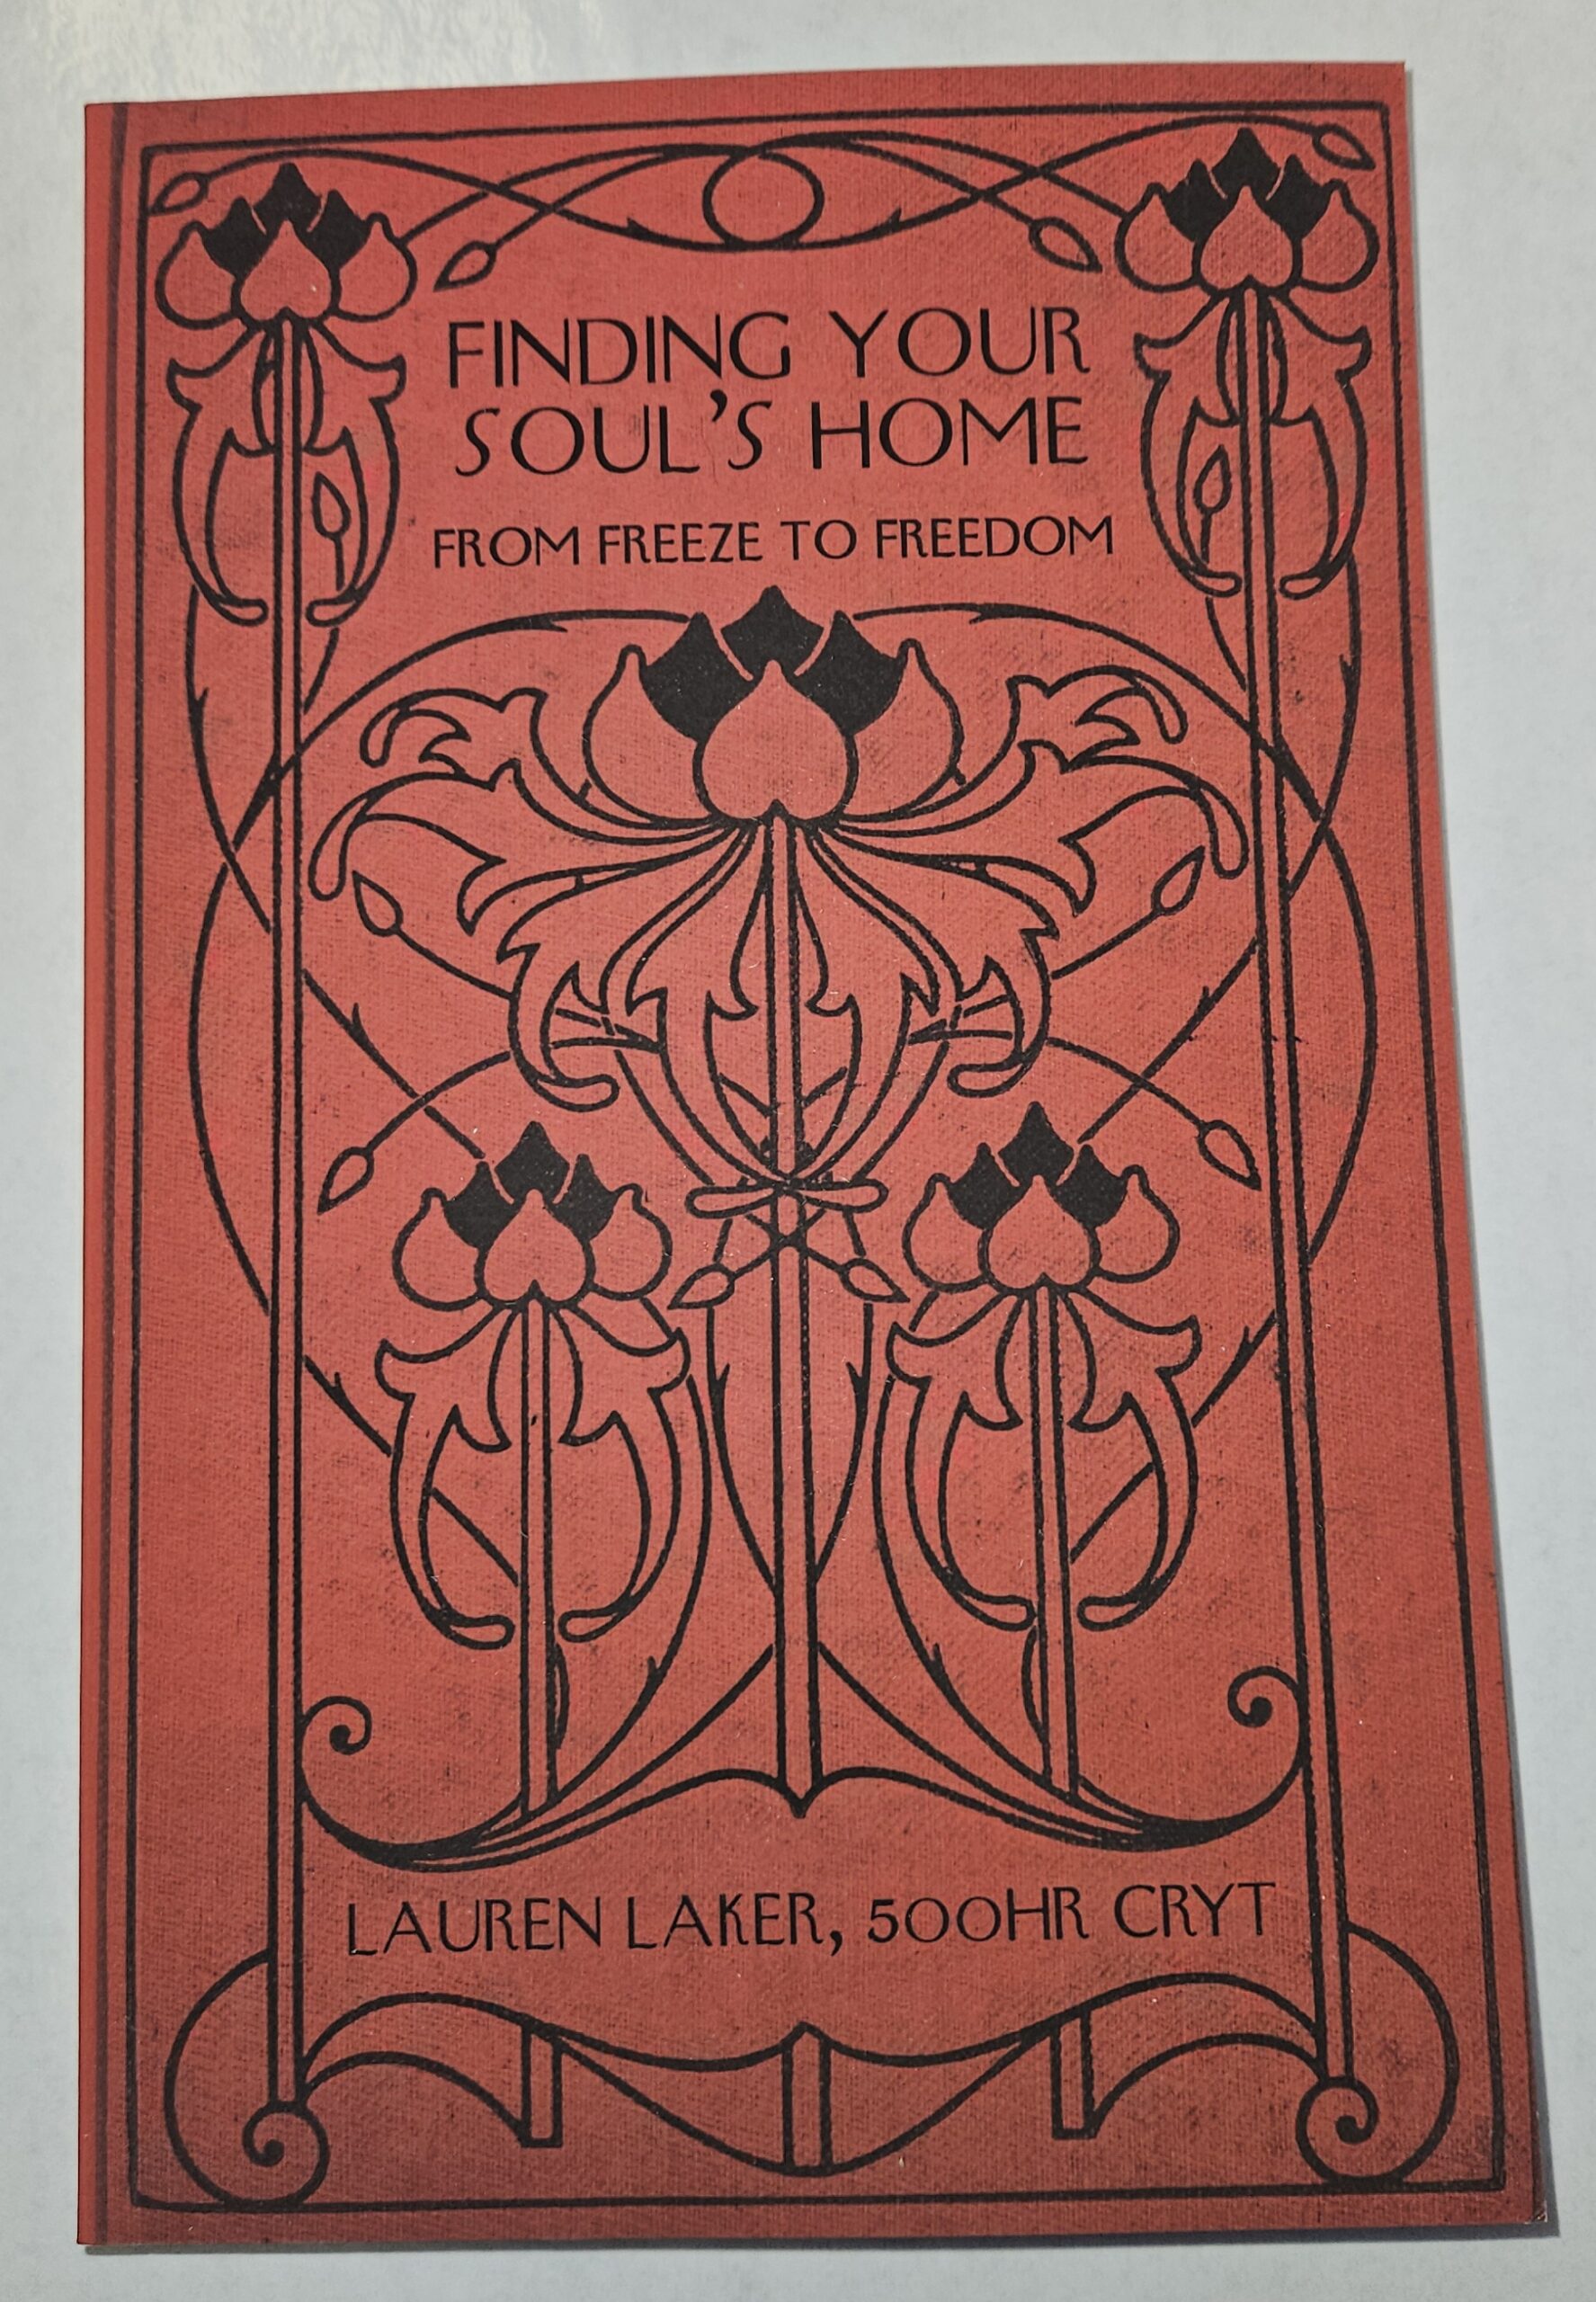 FINDING YOUR
SOUL'S HOME
FROM FREEZE TO FREEDOM
LAUREN LAKER, 500HR CRYT